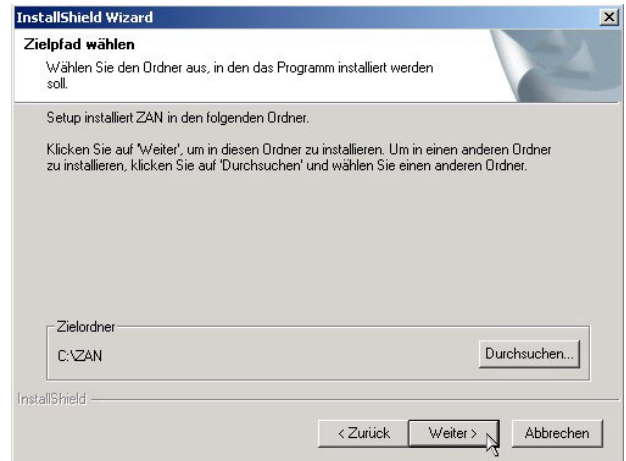 InstallShield Wizard
Zielpfad wählen
Wählen Sie den Ordner aus, in den das Programm installiert werden
soll.
Setup installiert ZAN in den folgenden Ordner.
Klicken Sie auf 'Weiter', um in diesen Ordner zu installieren. Um in einen anderen Ordner
zu installieren, klicken Sie auf 'Durchsuchen' und wählen Sie einen anderen Ordner.
Zielordner
C:\ZAN
Durchsuchen...
InstallShield
< Zurück
Weiter >
Abbrechen